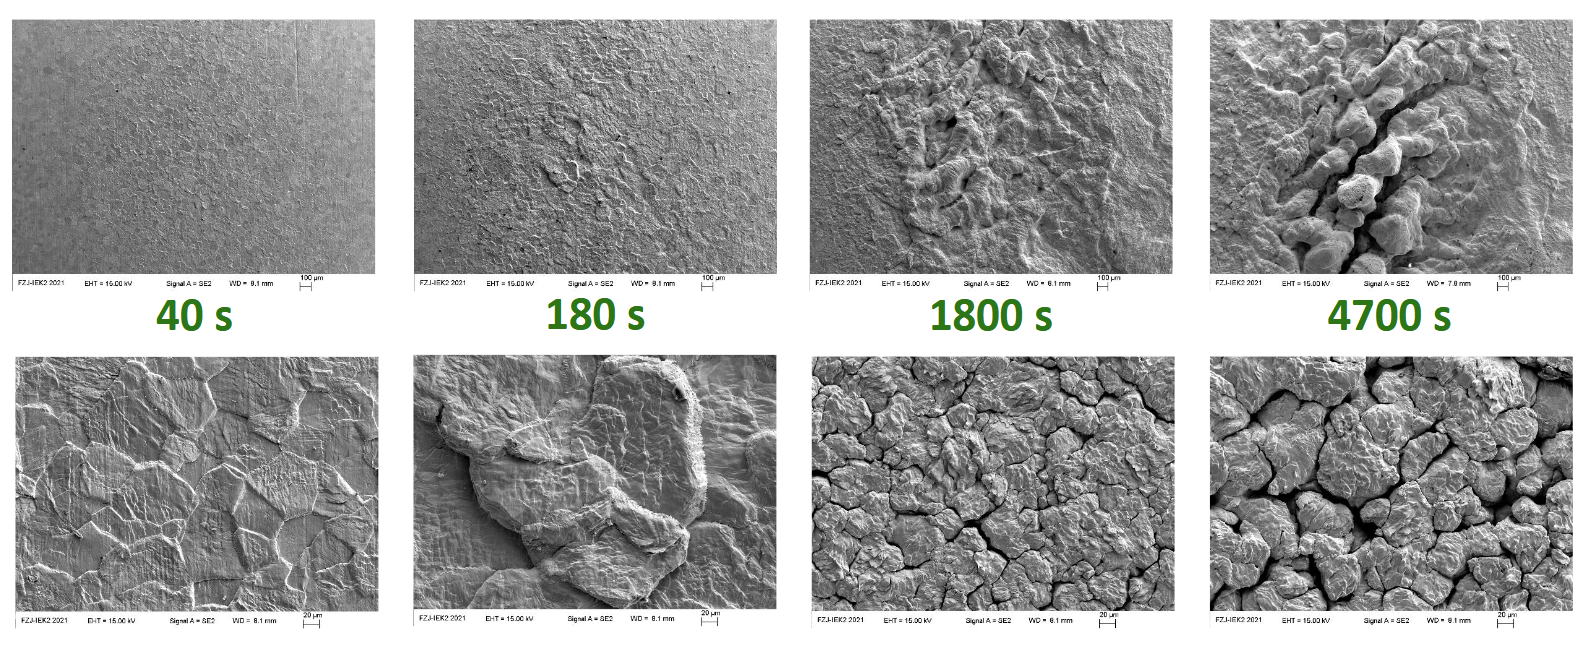 100 µm 100 µm 100 µm 100 µm
FZJ-IEK2 2021 EHT = 15.00 kV Signal A = SE2 WD = 8.1 mm FZJ-IEK2 2021 EHT = 15.00 kV Signal A = SE2 WD = 8.1 mm FZJ-IEK2 2021 EHT = 15.00 kV Signal A = SE2 WD = 8.1 mm FZJ-IEK2 2021 EHT = 15.00 kV Signal A = SE2 WD = 7.8 mm
40 s 180 s 1800 s 4700 s
20 µm 20 µm 20 µm 20 µm
FZJ-IEK2 2021 EHT = 15.00 kV Signal A = SE2 WD = 8.1 mm FZJ-IEK2 2021 EHT = 15.00 kV Signal A = SE2 WD = 8.1 mm FZJ-IEK2 2021 EHT = 15.00 kV Signal A = SE2 WD = 8.1 mm FZJ-IEK2 2021 EHT = 15.00 kV Signal A = SE2 WD = 8.1 mm